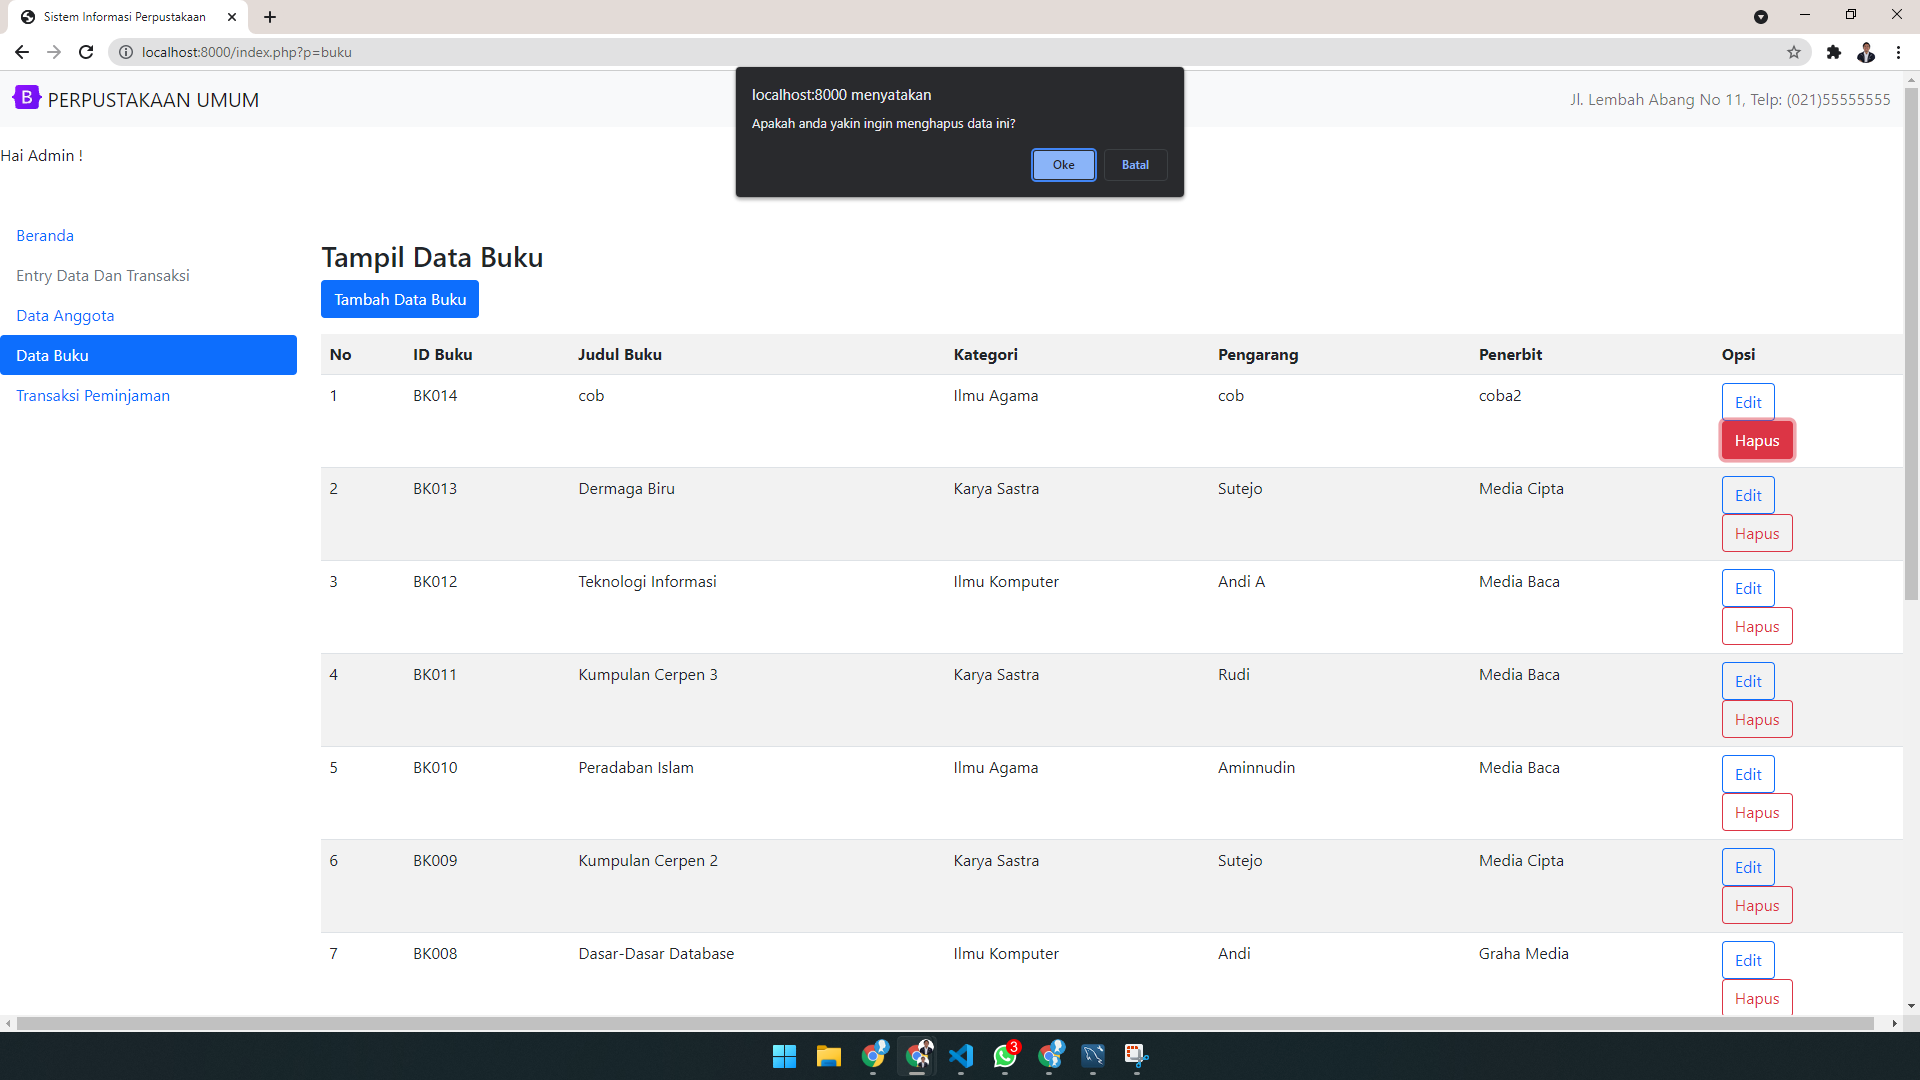 Sistem Informasi Perpustakaan
localhost:8000/index.php?p=buku
B PERPUSTAKAAN UMUM
Jl. Lembah Abang No 11, Telp: (021)55555555
localhost:8000 menyatakan
Apakah anda yakin ingin menghapus data ini?
Oke Batal
Hai Admin !
Beranda
Entry Data Dan Transaksi
Data Anggota
Data Buku
Transaksi Peminjaman
Tampil Data Buku
Tambah Data Buku
No ID Buku Judul Buku Kategori Pengarang Penerbit Opsi
1 BK014 cob Ilmu Agama cob coba2 Edit
Hapus
2 BK013 Dermaga Biru Karya Sastra Sutejo Media Cipta Edit
Hapus
3 BK012 Teknologi Informasi Ilmu Komputer Andi A Media Baca Edit
Hapus
4 BK011 Kumpulan Cerpen 3 Karya Sastra Rudi Media Baca Edit
Hapus
5 BK010 Peradaban Islam Ilmu Agama Aminnudin Media Baca Edit
Hapus
6 BK009 Kumpulan Cerpen 2 Karya Sastra Sutejo Media Cipta Edit
Hapus
7 BK008 Dasar-Dasar Database Ilmu Komputer Andi Graha Media Edit
Hapus
3